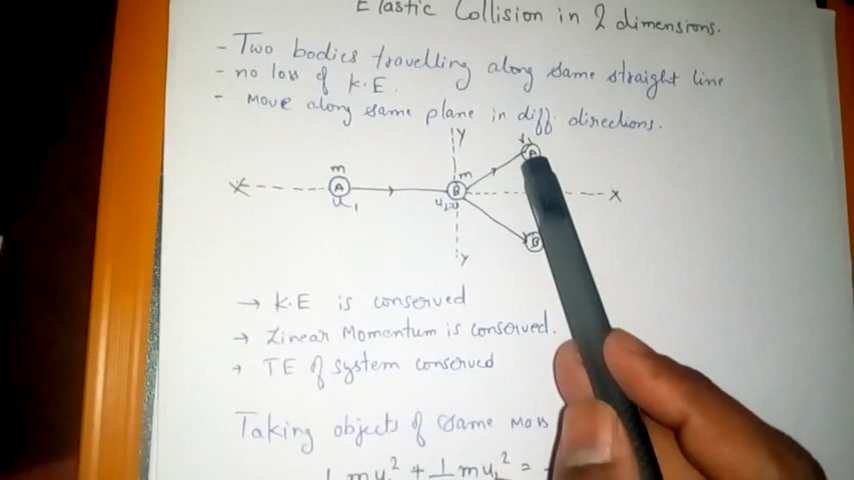 Elastic Collision in 2 dimensions.
- Two bodies travelling along same straight line
- no loss of K.E.
- Move along same plane in diff. directions.
y
m
m
A
X
A
B
X
u1
u2=0
B
y
→ K.E is conserved
→ Linear Momentum is conserved.
→ TE of system conserved
Taking objects of same mass